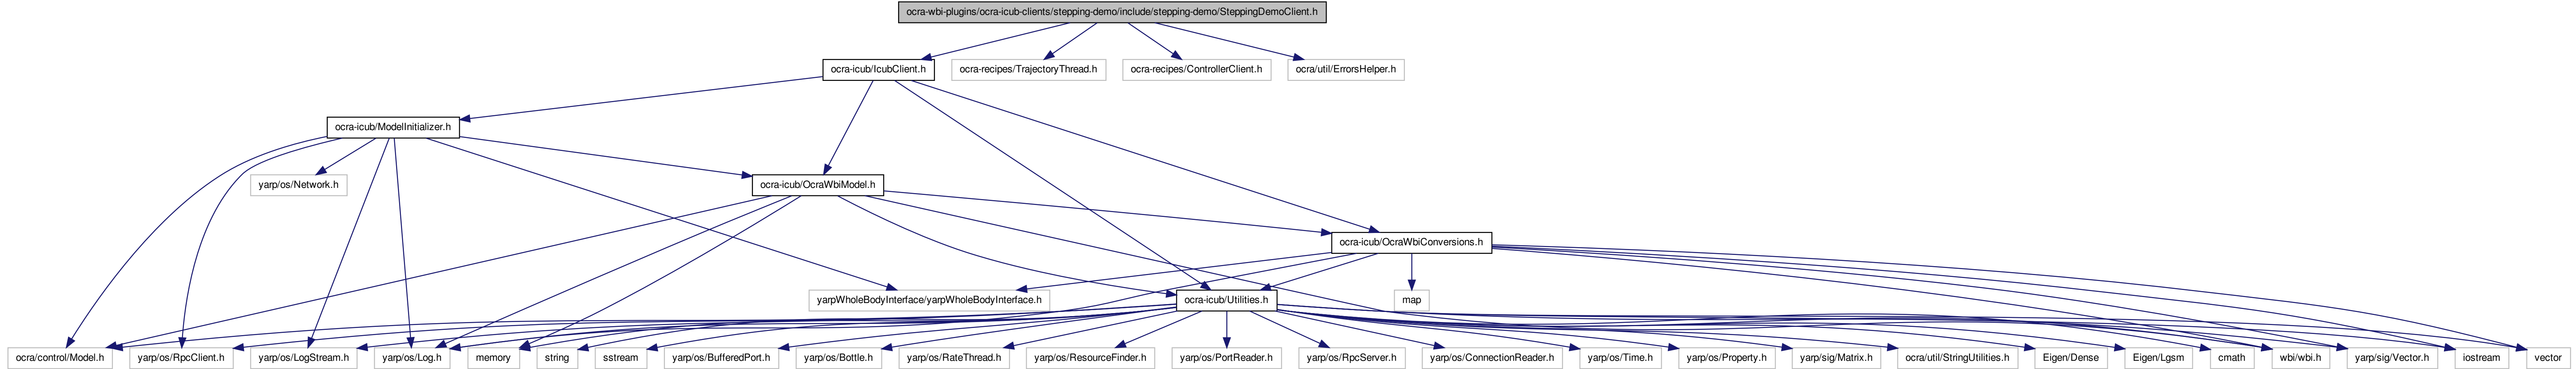 ocra-wbi-plugins/ocra-icub-clients/stepping-demo/include/stepping-demo/SteppingDemoClient.h
ocra-icub/IcubClient.h
ocra-recipes/TrajectoryThread.h
ocra-recipes/ControllerClient.h
ocra/util/ErrorsHelper.h
ocra-icub/ModelInitializer.h
yarp/os/Network.h
ocra-icub/OcraWbiModel.h
ocra-icub/OcraWbiConversions.h
yarpWholeBodyInterface/yarpWholeBodyInterface.h
ocra-icub/Utilities.h
map
ocra/control/Model.h
yarp/os/RpcClient.h
yarp/os/LogStream.h
yarp/os/Log.h
memory
string
sstream
yarp/os/BufferedPort.h
yarp/os/Bottle.h
yarp/os/RateThread.h
yarp/os/ResourceFinder.h
yarp/os/PortReader.h
yarp/os/RpcServer.h
yarp/os/ConnectionReader.h
yarp/os/Time.h
yarp/os/Property.h
yarp/sig/Matrix.h
ocra/util/StringUtilities.h
Eigen/Dense
Eigen/Lgsm
cmath
wbi/wbi.h
yarp/sig/Vector.h
iostream
vector